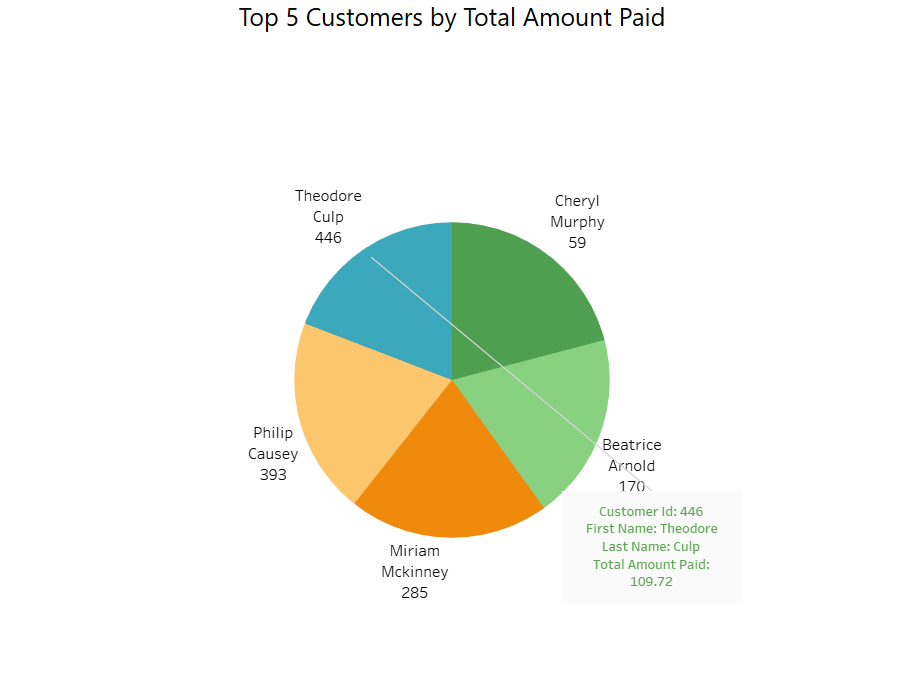 Top 5 Customers by Total Amount Paid
Theodore
Culp
446
Cheryl
Murphy
59
Philip
Causey
393
Beatrice
Arnold
170
Miriam
Mckinney
285
Customer Id: 446
First Name: Theodore
Last Name: Culp
Total Amount Paid:
109.72